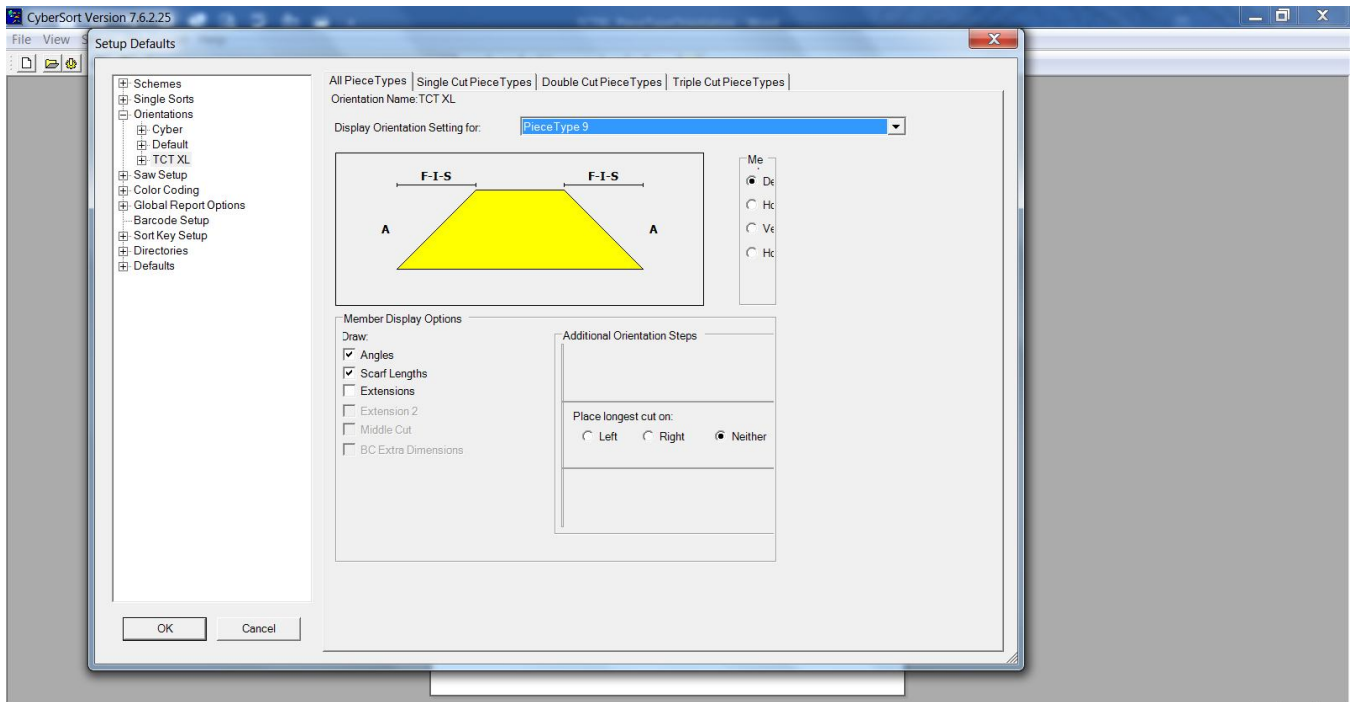 CyberSort Version 7.6.2.25
File View
Setup Defaults
Schemes
Single Sorts
Orientations
Cyber
Default
TCT XL
Saw Setup
Color Coding
Global Report Options
Barcode Setup
Sort Key Setup
Directories
Defaults
OK Cancel
All PieceTypes Single Cut PieceTypes Double Cut PieceTypes Triple Cut PieceTypes
Orientation Name:TCT XL
Display Orientation Setting for: PieceType 9
F-I-S F-I-S
A A
Me
De
Ho
Ve
Ho
Member Display Options
Draw:
Angles
Scarf Lengths
Extensions
Extension 2
Middle Cut
BC Extra Dimensions
Additional Orientation Steps
Place longest cut on:
Left Right Neither